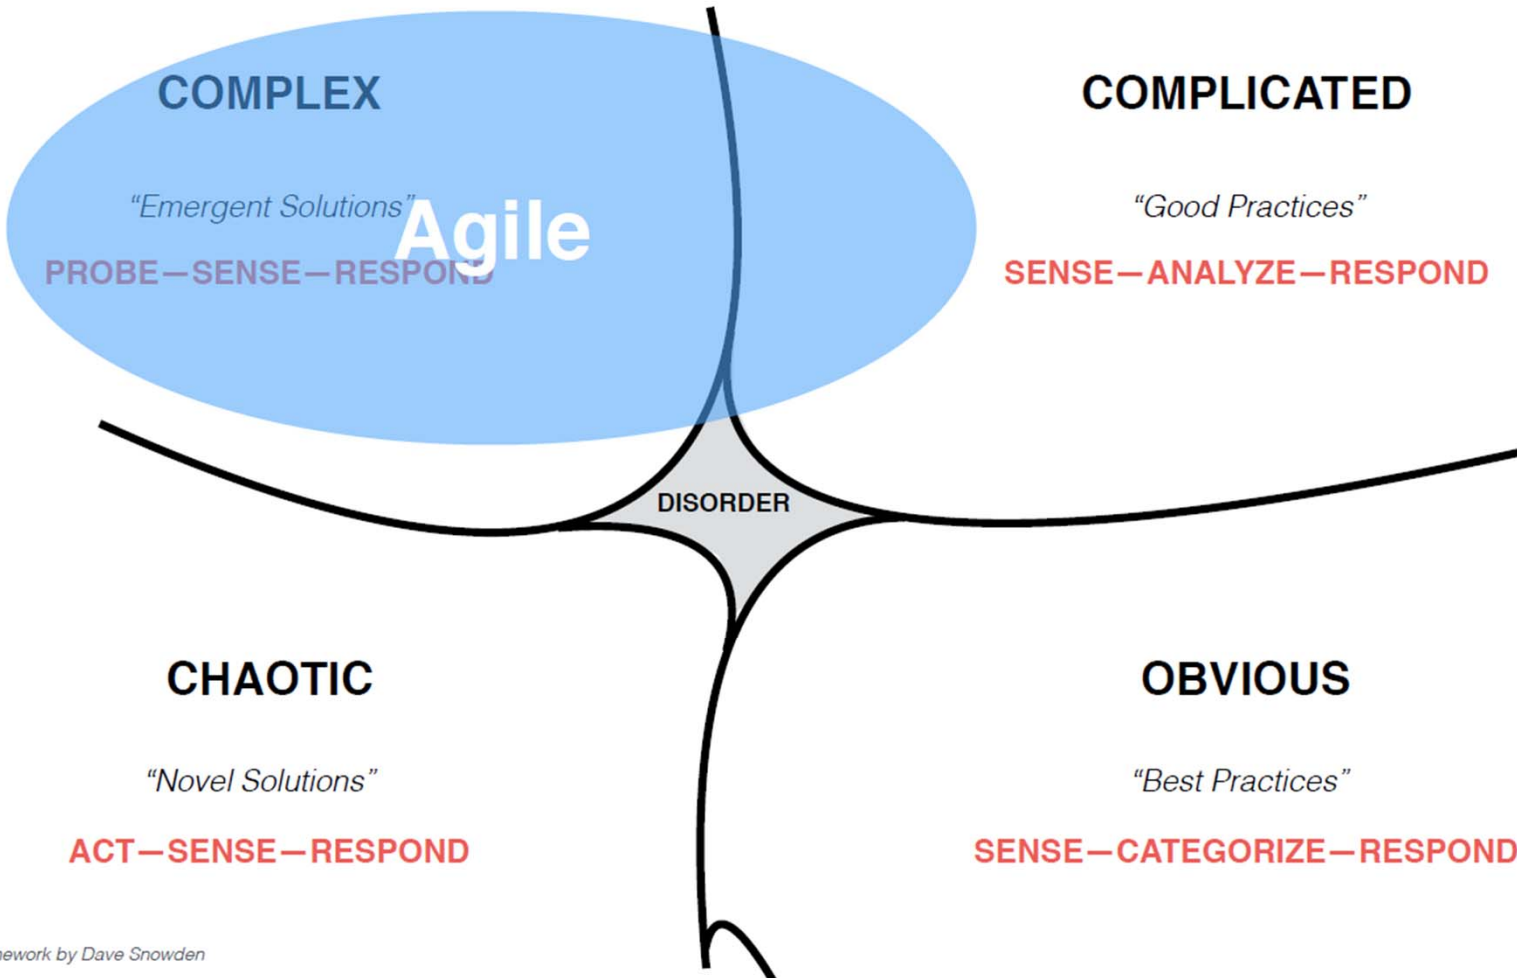 COMPLEX
“Emergent Solutions”
Agile
PROBE—SENSE—RESPOND
COMPLICATED
“Good Practices”
SENSE—ANALYZE—RESPOND
DISORDER
CHAOTIC
“Novel Solutions”
ACT—SENSE—RESPOND
OBVIOUS
“Best Practices”
SENSE—CATEGORIZE—RESPOND
by Dave Snowden